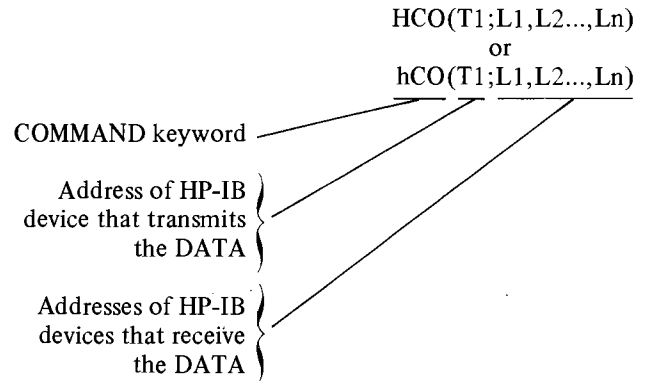 HCO(T1;L1,L2...,Ln)
or
hCO(T1;L1,L2...,Ln)
COMMAND keyword
Address of HP-IB
device that transmits
the DATA
Addresses of HP-IB
devices that receive
the DATA